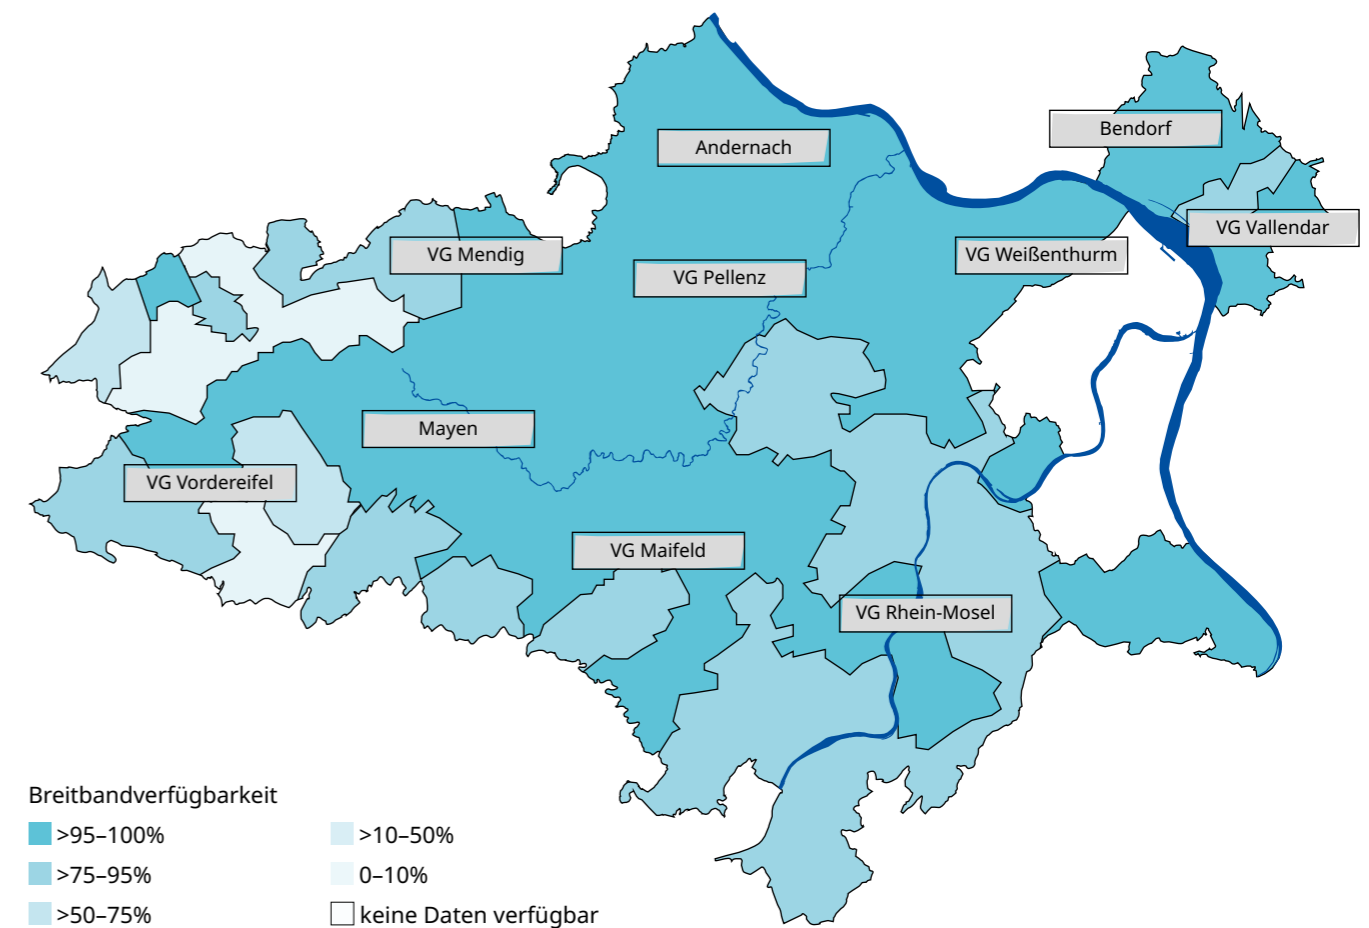 Bendorf
Andernach
VG Vallendar
VG Mendig
VG Weißenthurm
VG Pellenz
Mayen
VG Vordereifel
VG Maifeld
VG Rhein-Mosel
Breitbandverfügbarkeit
>95–100%
>75–95%
>50–75%
>10–50%
0–10%
keine Daten verfügbar